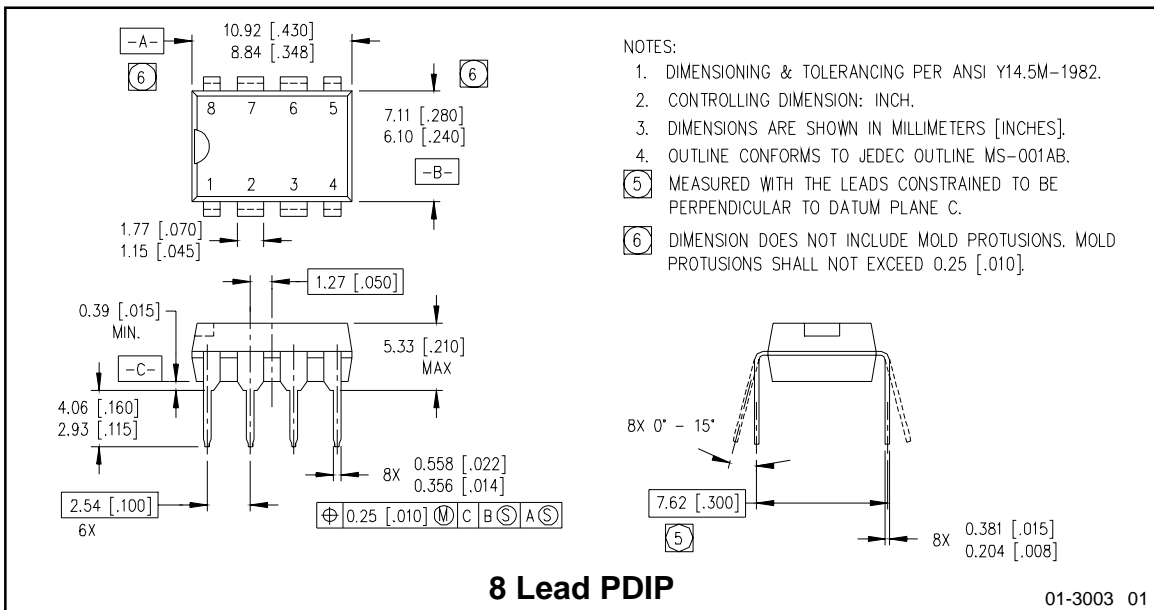 -A-
10.92 [.430]
8.84 [.348]
6
6
8 7 6 5
7.11 [.280]
6.10 [.240]
-B-
1 2 3 4
1.77 [.070]
1.15 [.045]
1.27 [.050]
0.39 [.015]
MIN.
-C-
5.33 [.210]
MAX
4.06 [.160]
2.93 [.115]
8X 0.558 [.022]
0.356 [.014]
2.54 [.100]
6X
⌖ 0.25 [.010] Ⓜ C B Ⓢ A Ⓢ
NOTES:
1. DIMENSIONING & TOLERANCING PER ANSI Y14.5M-1982.
2. CONTROLLING DIMENSION: INCH.
3. DIMENSIONS ARE SHOWN IN MILLIMETERS [INCHES].
4. OUTLINE CONFORMS TO JEDEC OUTLINE MS-001AB.
5 MEASURED WITH THE LEADS CONSTRAINED TO BE
PERPENDICULAR TO DATUM PLANE C.
6 DIMENSION DOES NOT INCLUDE MOLD PROTUSIONS. MOLD
PROTUSIONS SHALL NOT EXCEED 0.25 [.010].
8X 0° - 15°
7.62 [.300]
5
8X 0.381 [.015]
0.204 [.008]
8 Lead PDIP
01-3003 01